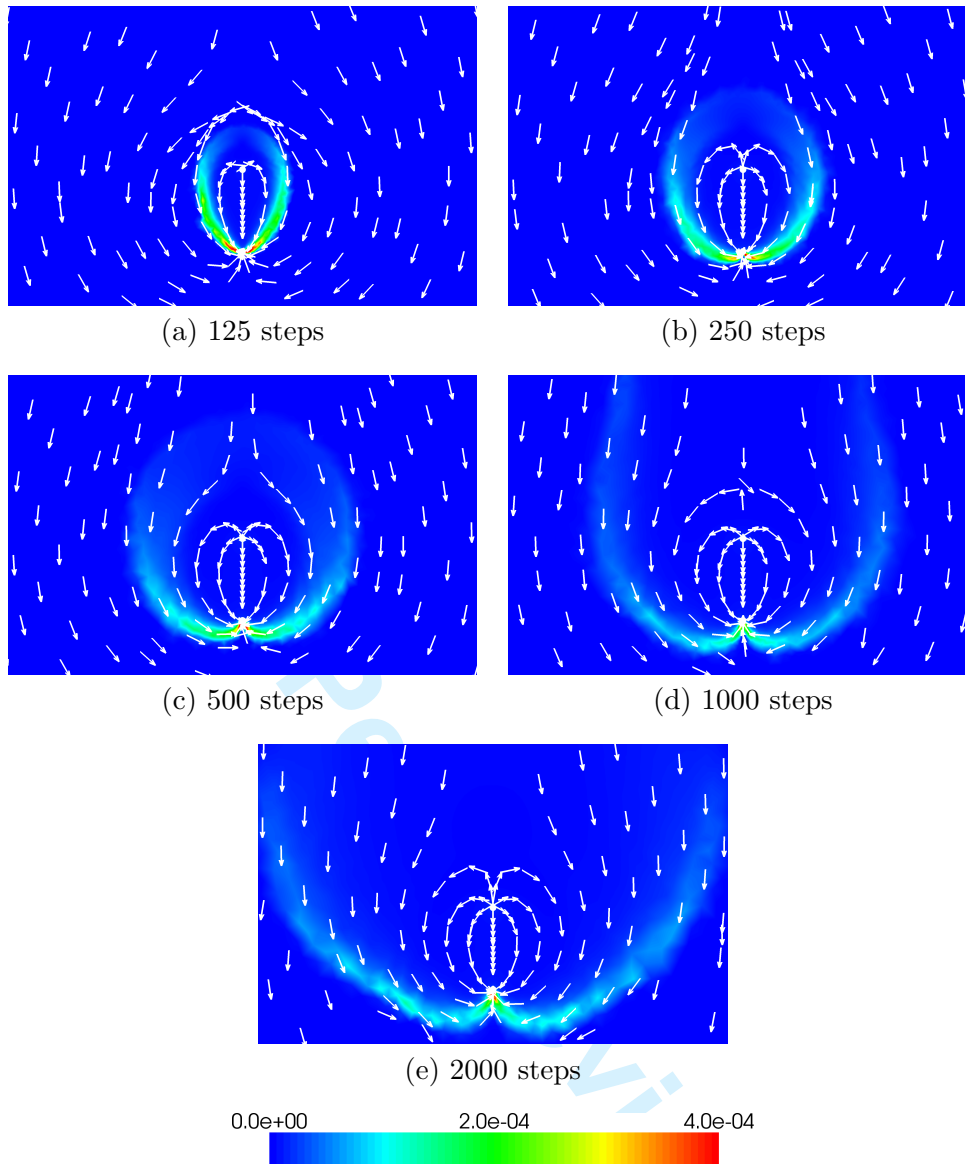 (a) 125 steps
(b) 250 steps
(c) 500 steps
(d) 1000 steps
(e) 2000 steps
0.0e+00 2.0e-04 4.0e-04